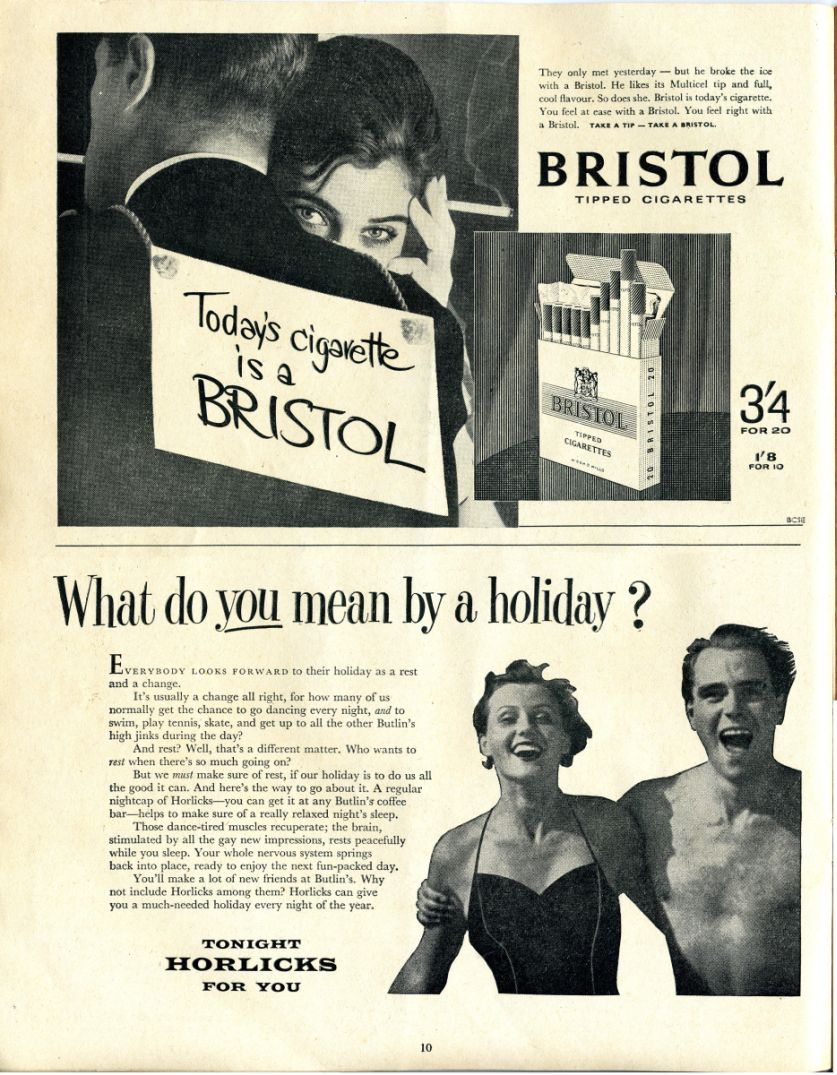 They only met yesterday — but he broke the ice
with a Bristol. He likes its Multicel tip and full,
cool flavour. So does she. Bristol is today's cigarette.
You feel at ease with a Bristol. You feel right with
a Bristol. TAKE A TIP — TAKE A BRISTOL.
BRISTOL
TIPPED CIGARETTES
Today's cigarette
is a
BRISTOL
BRISTOL
TIPPED
CIGARETTES
20 BRISTOL 20
3'4
FOR 20
1'8
FOR 10
What do you mean by a holiday ?
EVERYBODY LOOKS FORWARD to their holiday as a rest
and a change.
It's usually a change all right, for how many of us
normally get the chance to go dancing every night, and to
swim, play tennis, skate, and get up to all the other Butlin's
high jinks during the day?
And rest? Well, that's a different matter. Who wants to
rest when there's so much going on?
But we must make sure of rest, if our holiday is to do us all
the good it can. And here's the way to go about it. A regular
nightcap of Horlicks—you can get it at any Butlin's coffee
bar—helps to make sure of a really relaxed night's sleep.
Those dance-tired muscles recuperate; the brain,
stimulated by all the gay new impressions, rests peacefully
while you sleep. Your whole nervous system springs
back into place, ready to enjoy the next fun-packed day.
You'll make a lot of new friends at Butlin's. Why
not include Horlicks among them? Horlicks can give
you a much-needed holiday every night of the year.
TONIGHT
HORLICKS
FOR YOU
10